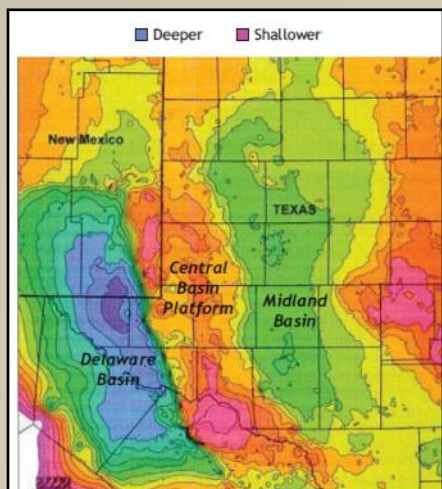 Deeper Shallower
New Mexico
TEXAS
Central
Basin
Platform
Midland
Basin
Delaware
Basin